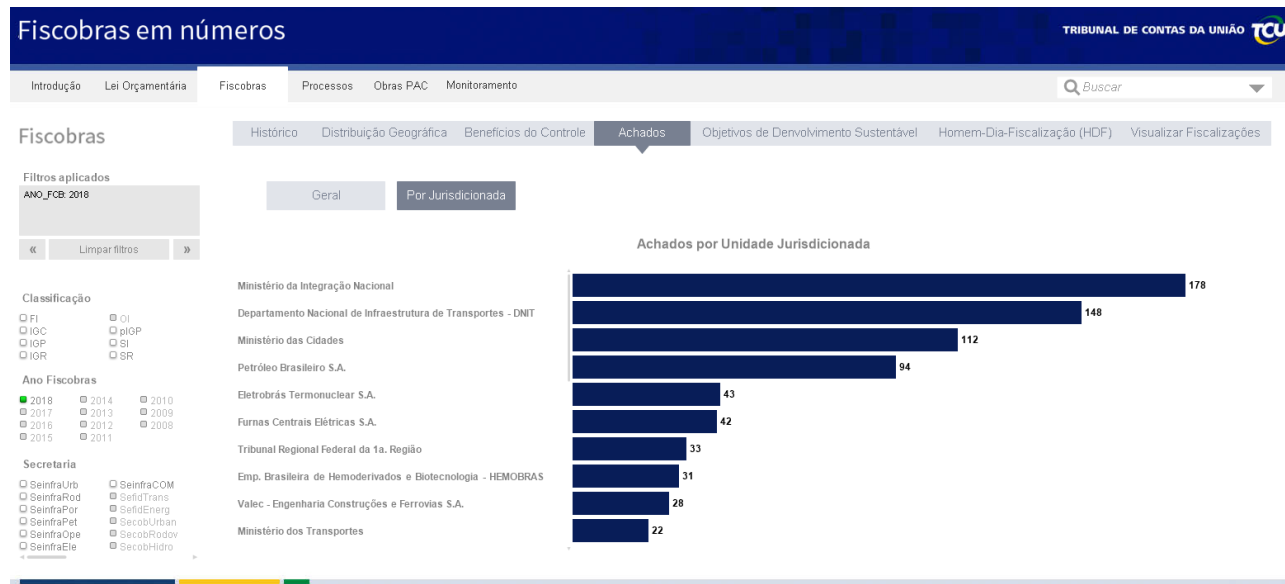 Fiscobras em números
TRIBUNAL DE CONTAS DA UNIÃO TCU
Introdução Lei Orçamentária Fiscobras Processos Obras PAC Monitoramento Buscar
Fiscobras
Histórico Distribuição Geográfica Benefícios do Controle Achados Objetivos de Denvolvimento Sustentável Homem-Dia-Fiscalização (HDF) Visualizar Fiscalizações
Filtros aplicados
ANO_FCB: 2018
« Limpar filtros »
Geral Por Jurisdicionada
Achados por Unidade Jurisdicionada
Ministério da Integração Nacional 178
Departamento Nacional de Infraestrutura de Transportes - DNIT 148
Ministério das Cidades 112
Petróleo Brasileiro S.A. 94
Eletrobrás Termonuclear S.A. 43
Furnas Centrais Elétricas S.A. 42
Tribunal Regional Federal da 1a. Região 33
Emp. Brasileira de Hemoderivados e Biotecnologia - HEMOBRAS 31
Valec - Engenharia Construções e Ferrovias S.A. 28
Ministério dos Transportes 22
Classificação
FI OI
IGC pIGP
IGP SI
IGR SR
Ano Fiscobras
2018 2014 2010
2017 2013 2009
2016 2012 2008
2015 2011
Secretaria
SeinfraUrb SeinfraCOM
SeinfraRod SefidTrans
SeinfraPor SefidEnerg
SeinfraPet SecobUrban
SeinfraOpe SecobRodov
SeinfraEle SecobHidro